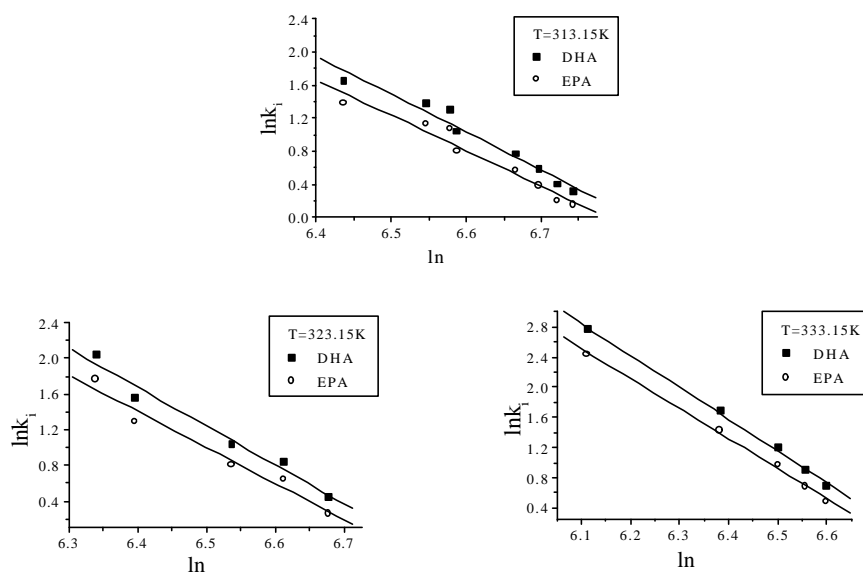 2.4
2.0
1.6
1.2
0.8
0.4
0.0
lnk_i
T=313.15K
DHA
EPA
6.4 6.5 6.6 6.7
ln
2.4
2.0
1.6
1.2
0.8
0.4
lnk_i
T=323.15K
DHA
EPA
6.3 6.4 6.5 6.6 6.7
ln
2.8
2.4
2.0
1.6
1.2
0.8
0.4
lnk_i
T=333.15K
DHA
EPA
6.1 6.2 6.3 6.4 6.5 6.6
ln